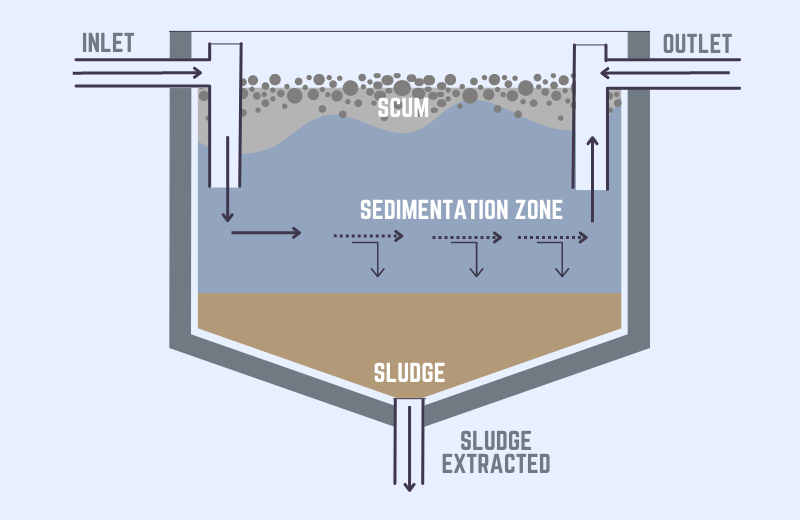 INLET
OUTLET
SCUM
SEDIMENTATION ZONE
SLUDGE
SLUDGE
EXTRACTED